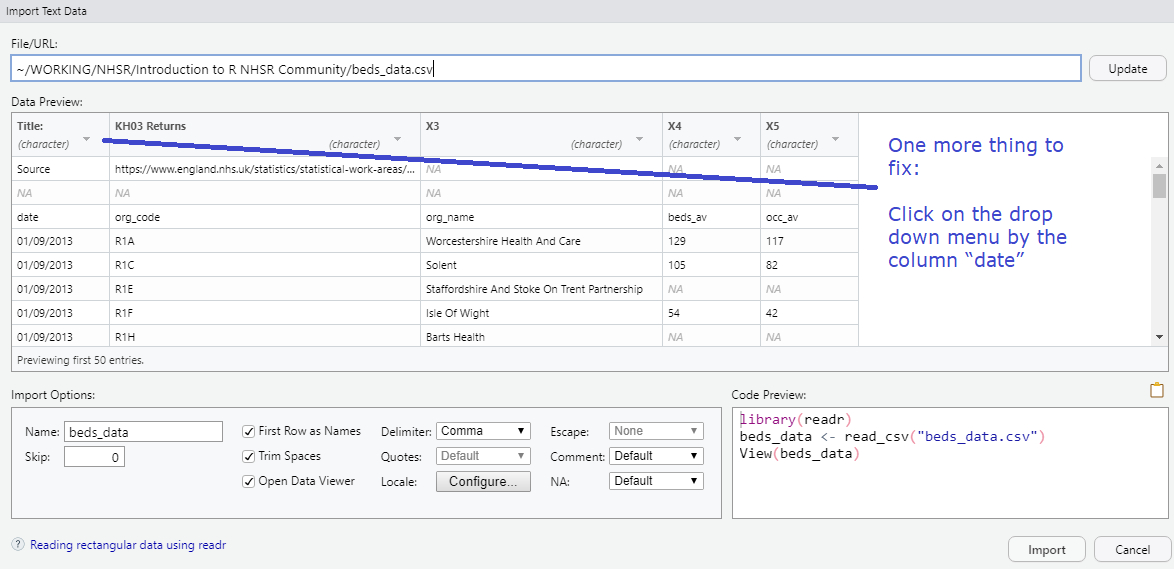 Import Text Data
File/URL:
~/WORKING/NHSR/Introduction to R NHSR Community/beds_data.csv
Update
Data Preview:
Title: KH03 Returns X3 X4 X5
(character) (character) (character) (character) (character)
Source https://www.england.nhs.uk/statistics/statistical-work-areas/... NA NA NA
NA NA NA NA NA
date org_code org_name beds_av occ_av
01/09/2013 R1A Worcestershire Health And Care 129 117
01/09/2013 R1C Solent 105 82
01/09/2013 R1E Staffordshire And Stoke On Trent Partnership NA NA
01/09/2013 R1F Isle Of Wight 54 42
01/09/2013 R1H Barts Health NA NA
Previewing first 50 entries.
One more thing to
fix:
Click on the drop
down menu by the
column “date”
Import Options:
Name: beds_data
Skip: 0
First Row as Names
Trim Spaces
Open Data Viewer
Delimiter: Comma
Quotes: Default
Locale: Configure...
Escape: None
Comment: Default
NA: Default
Code Preview:
library(readr)
beds_data <- read_csv("beds_data.csv")
View(beds_data)
? Reading rectangular data using readr
Import
Cancel